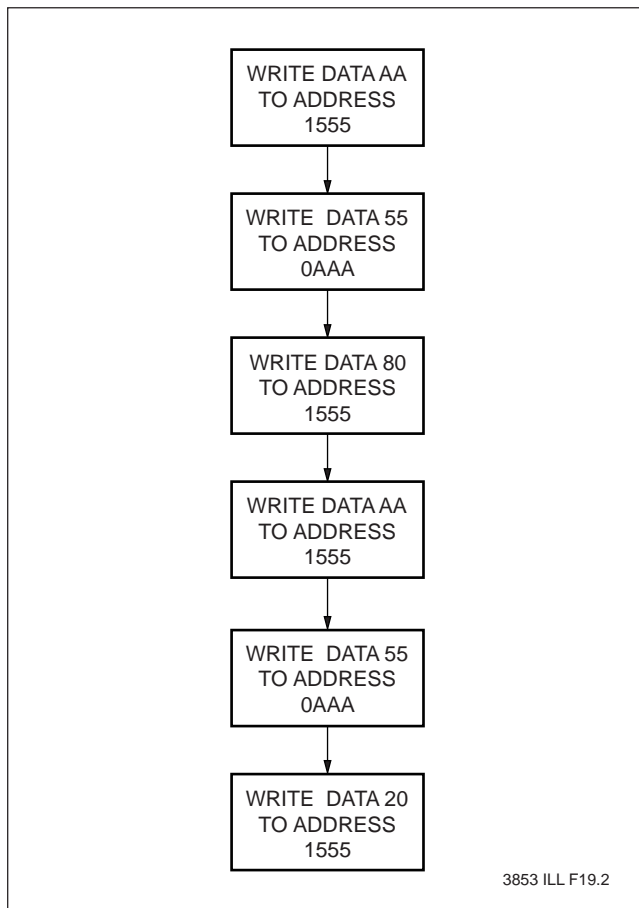 WRITE DATA AA
TO ADDRESS
1555
WRITE DATA 55
TO ADDRESS
0AAA
WRITE DATA 80
TO ADDRESS
1555
WRITE DATA AA
TO ADDRESS
1555
WRITE DATA 55
TO ADDRESS
0AAA
WRITE DATA 20
TO ADDRESS
1555
3853 ILL F19.2